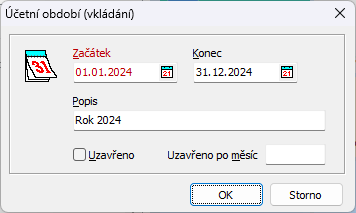 Účetní období (vkládání)
Začátek Konec
01.01.2024 31.12.2024
Popis
Rok 2024
Uzavřeno Uzavřeno po měsíc
OK Storno